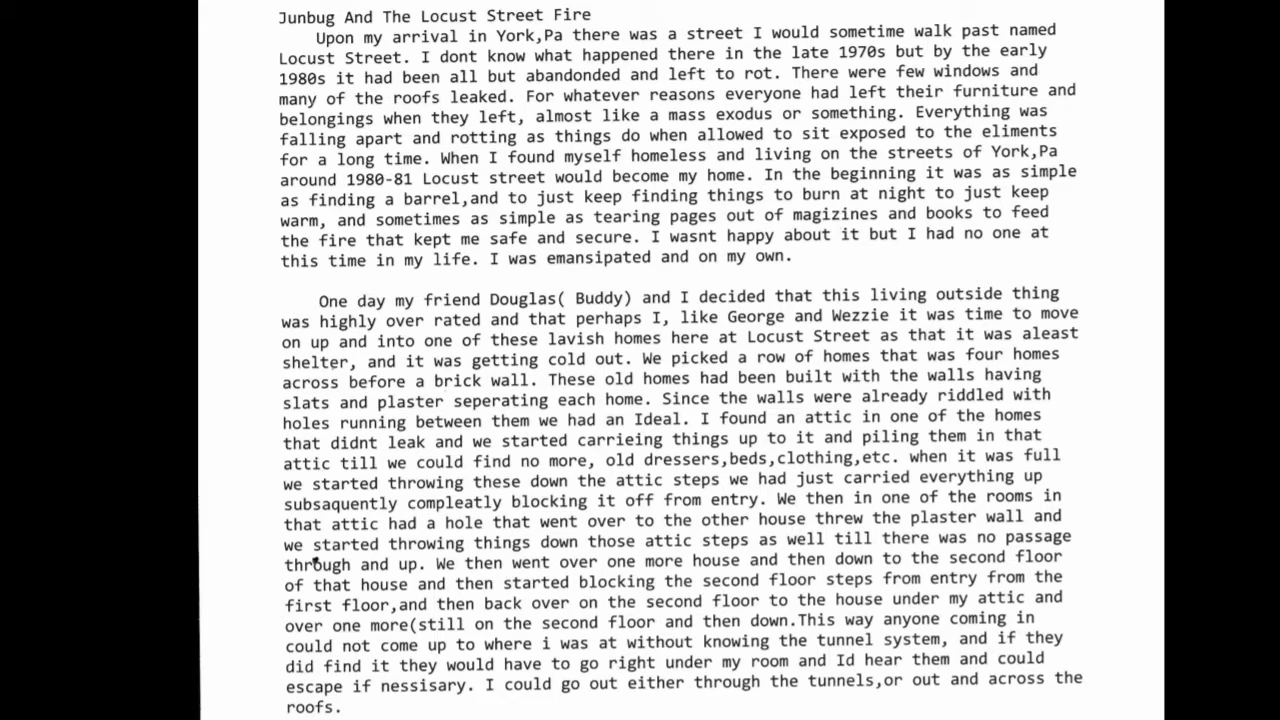 Junbug And The Locust Street Fire
Upon my arrival in York,Pa there was a street I would sometime walk past named
Locust Street. I dont know what happened there in the late 1970s but by the early
1980s it had been all but abandonded and left to rot. There were few windows and
many of the roofs leaked. For whatever reasons everyone had left their furniture and
belongings when they left, almost like a mass exodus or something. Everything was
falling apart and rotting as things do when allowed to sit exposed to the eliments
for a long time. When I found myself homeless and living on the streets of York,Pa
around 1980-81 Locust street would become my home. In the beginning it was as simple
as finding a barrel,and to just keep finding things to burn at night to just keep
warm, and sometimes as simple as tearing pages out of magizines and books to feed
the fire that kept me safe and secure. I wasnt happy about it but I had no one at
this time in my life. I was emansipated and on my own.
One day my friend Douglas( Buddy) and I decided that this living outside thing
was highly over rated and that perhaps I, like George and Wezzie it was time to move
on up and into one of these lavish homes here at Locust Street as that it was aleast
shelter, and it was getting cold out. We picked a row of homes that was four homes
across before a brick wall. These old homes had been built with the walls having
slats and plaster seperating each home. Since the walls were already riddled with
holes running between them we had an Ideal. I found an attic in one of the homes
that didnt leak and we started carrieing things up to it and piling them in that
attic till we could find no more, old dressers,beds,clothing,etc. when it was full
we started throwing these down the attic steps we had just carried everything up
subsaquently compleatly blocking it off from entry. We then in one of the rooms in
that attic had a hole that went over to the other house threw the plaster wall and
we started throwing things down those attic steps as well till there was no passage
through and up. We then went over one more house and then down to the second floor
of that house and then started blocking the second floor steps from entry from the
first floor,and then back over on the second floor to the house under my attic and
over one more(still on the second floor and then down.This way anyone coming in
could not come up to where i was at without knowing the tunnel system, and if they
did find it they would have to go right under my room and Id hear them and could
escape if nessisary. I could go out either through the tunnels,or out and across the
roofs.